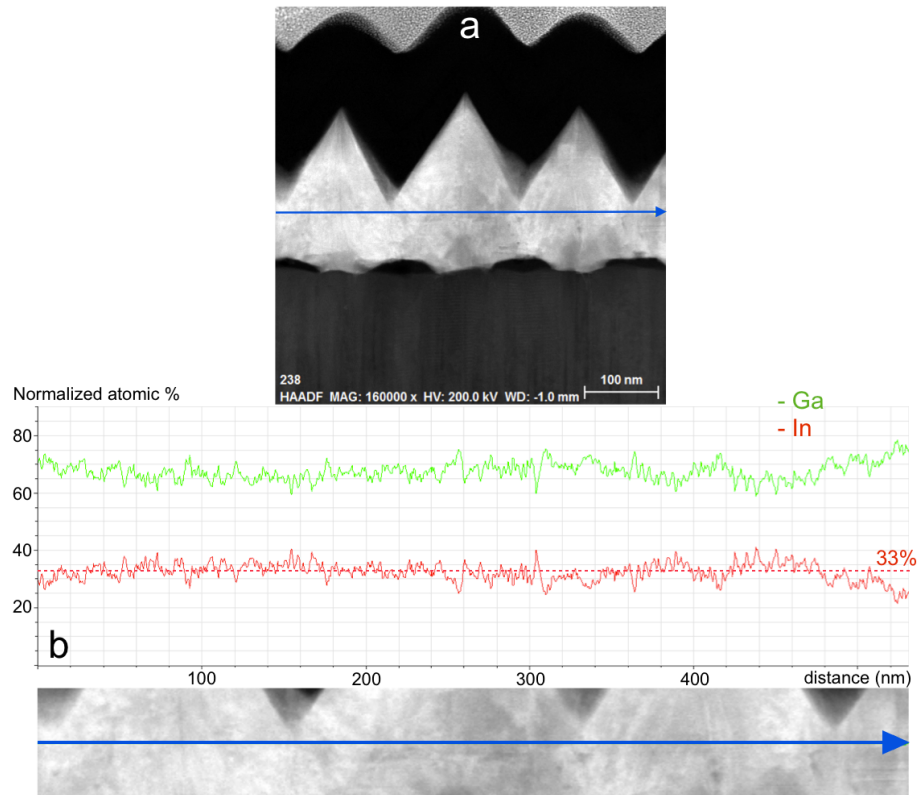 a
238
HAADF MAG: 160000 x HV: 200.0 kV WD: -1.0 mm
100 nm
Normalized atomic %
- Ga
- In
80
60
40
33%
20
b
100
200
300
400
distance (nm)